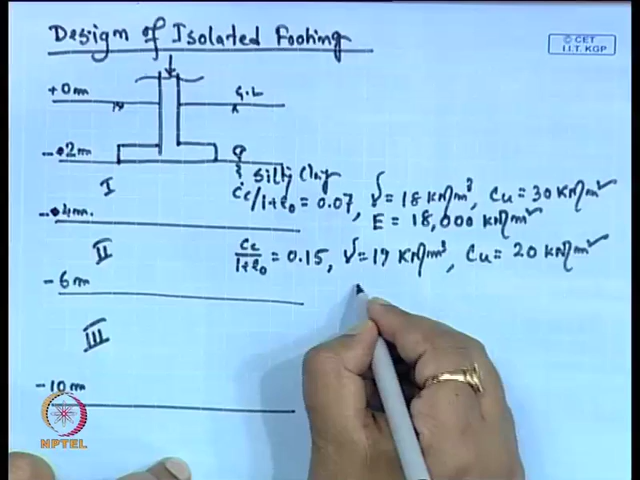 Design of Isolated Footing
© CET
I.I.T. KGP
+0m G.L
-2m
Silty clay
I Cc/1+e0 = 0.07, γ = 18 kN/m³, Cu = 30 kN/m²
E = 18,000 kN/m²
-4m.
II Cc/1+e0 = 0.15, γ = 19 kN/m³, Cu = 20 kN/m²
-6m
III
-10m
NPTEL